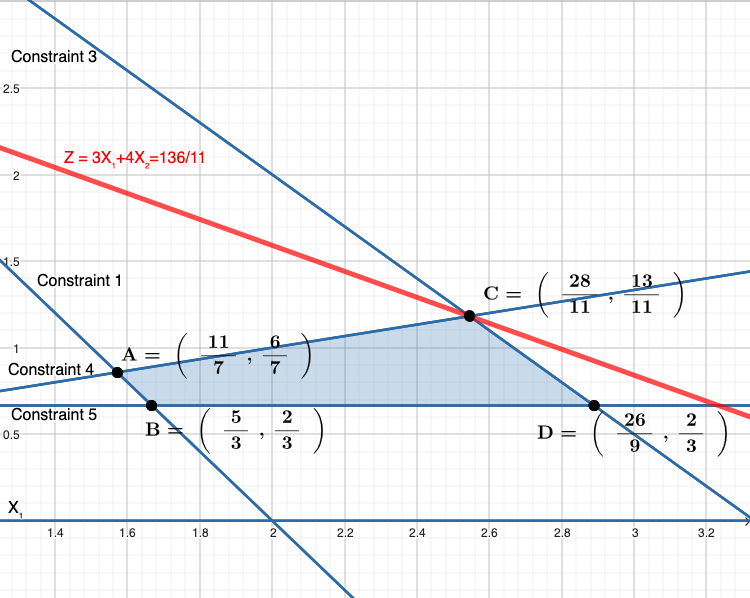 Constraint 3
2.5
Z = 3X₁+4X₂=136/11
2
1.5
Constraint 1
C = ( 28/11 , 13/11 )
A = ( 11/7 , 6/7 )
1
Constraint 4
Constraint 5
B = ( 5/3 , 2/3 )
D = ( 26/9 , 2/3 )
0.5
X₁
1.4 1.6 1.8 2 2.2 2.4 2.6 2.8 3 3.2